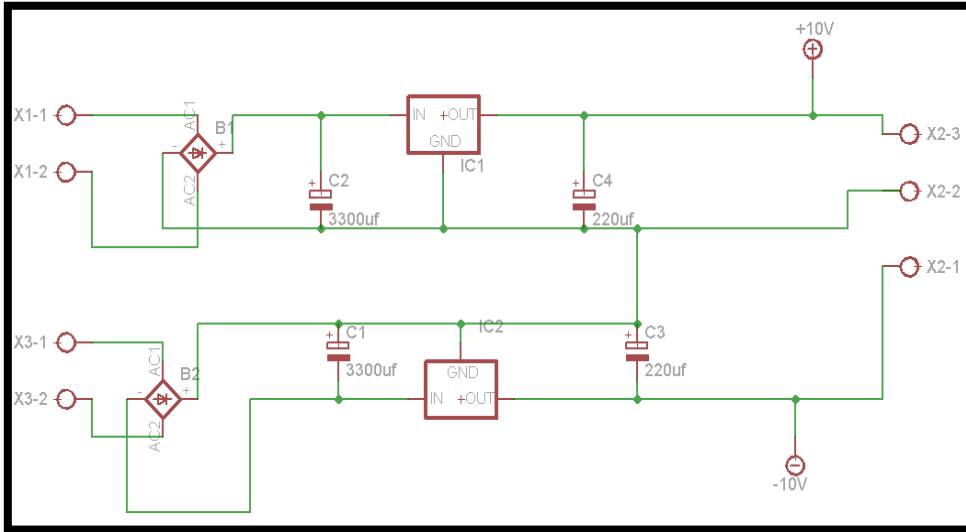 +10V
X1-1
AC1
B1
- +
AC2
X1-2
IN +OUT
GND
IC1
+
C2
3300uf
+
C4
220uf
X2-3
X2-2
X2-1
X3-1
AC1
B2
- +
AC2
X3-2
+
C1
3300uf
IC2
GND
IN +OUT
+
C3
220uf
-10V